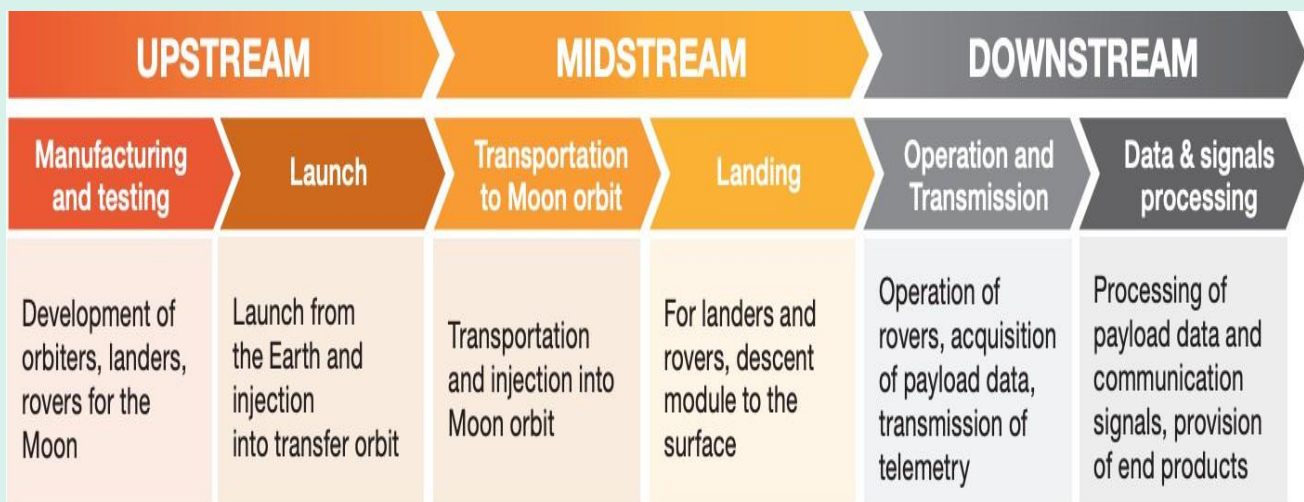 UPSTREAM
MIDSTREAM
DOWNSTREAM
Manufacturing
and testing
Launch
Transportation
to Moon orbit
Landing
Operation and
Transmission
Data & signals
processing
Development of
orbiters, landers,
rovers for the
Moon
Launch from
the Earth and
injection
into transfer orbit
Transportation
and injection into
Moon orbit
For landers and
rovers, descent
module to the
surface
Operation of
rovers, acquisition
of payload data,
transmission of
telemetry
Processing of
payload data and
communication
signals, provision
of end products